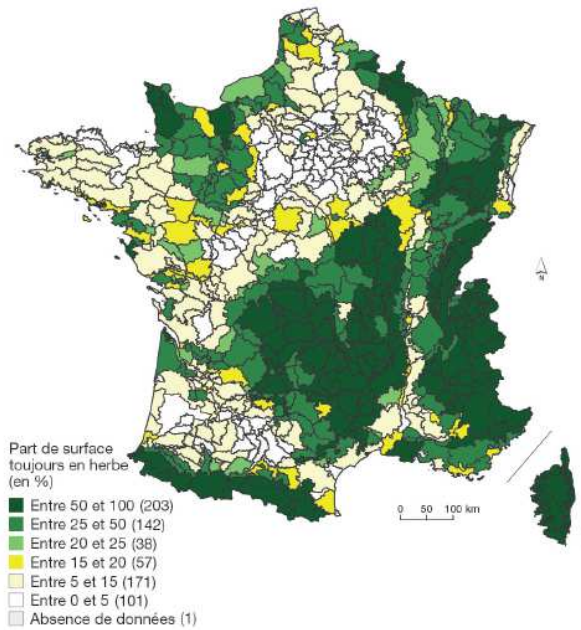 N
Part de surface
toujours en herbe
(en %)
Entre 50 et 100 (203)
Entre 25 et 50 (142)
Entre 20 et 25 (38)
Entre 15 et 20 (57)
Entre 5 et 15 (171)
Entre 0 et 5 (101)
Absence de données (1)
0 50 100 km